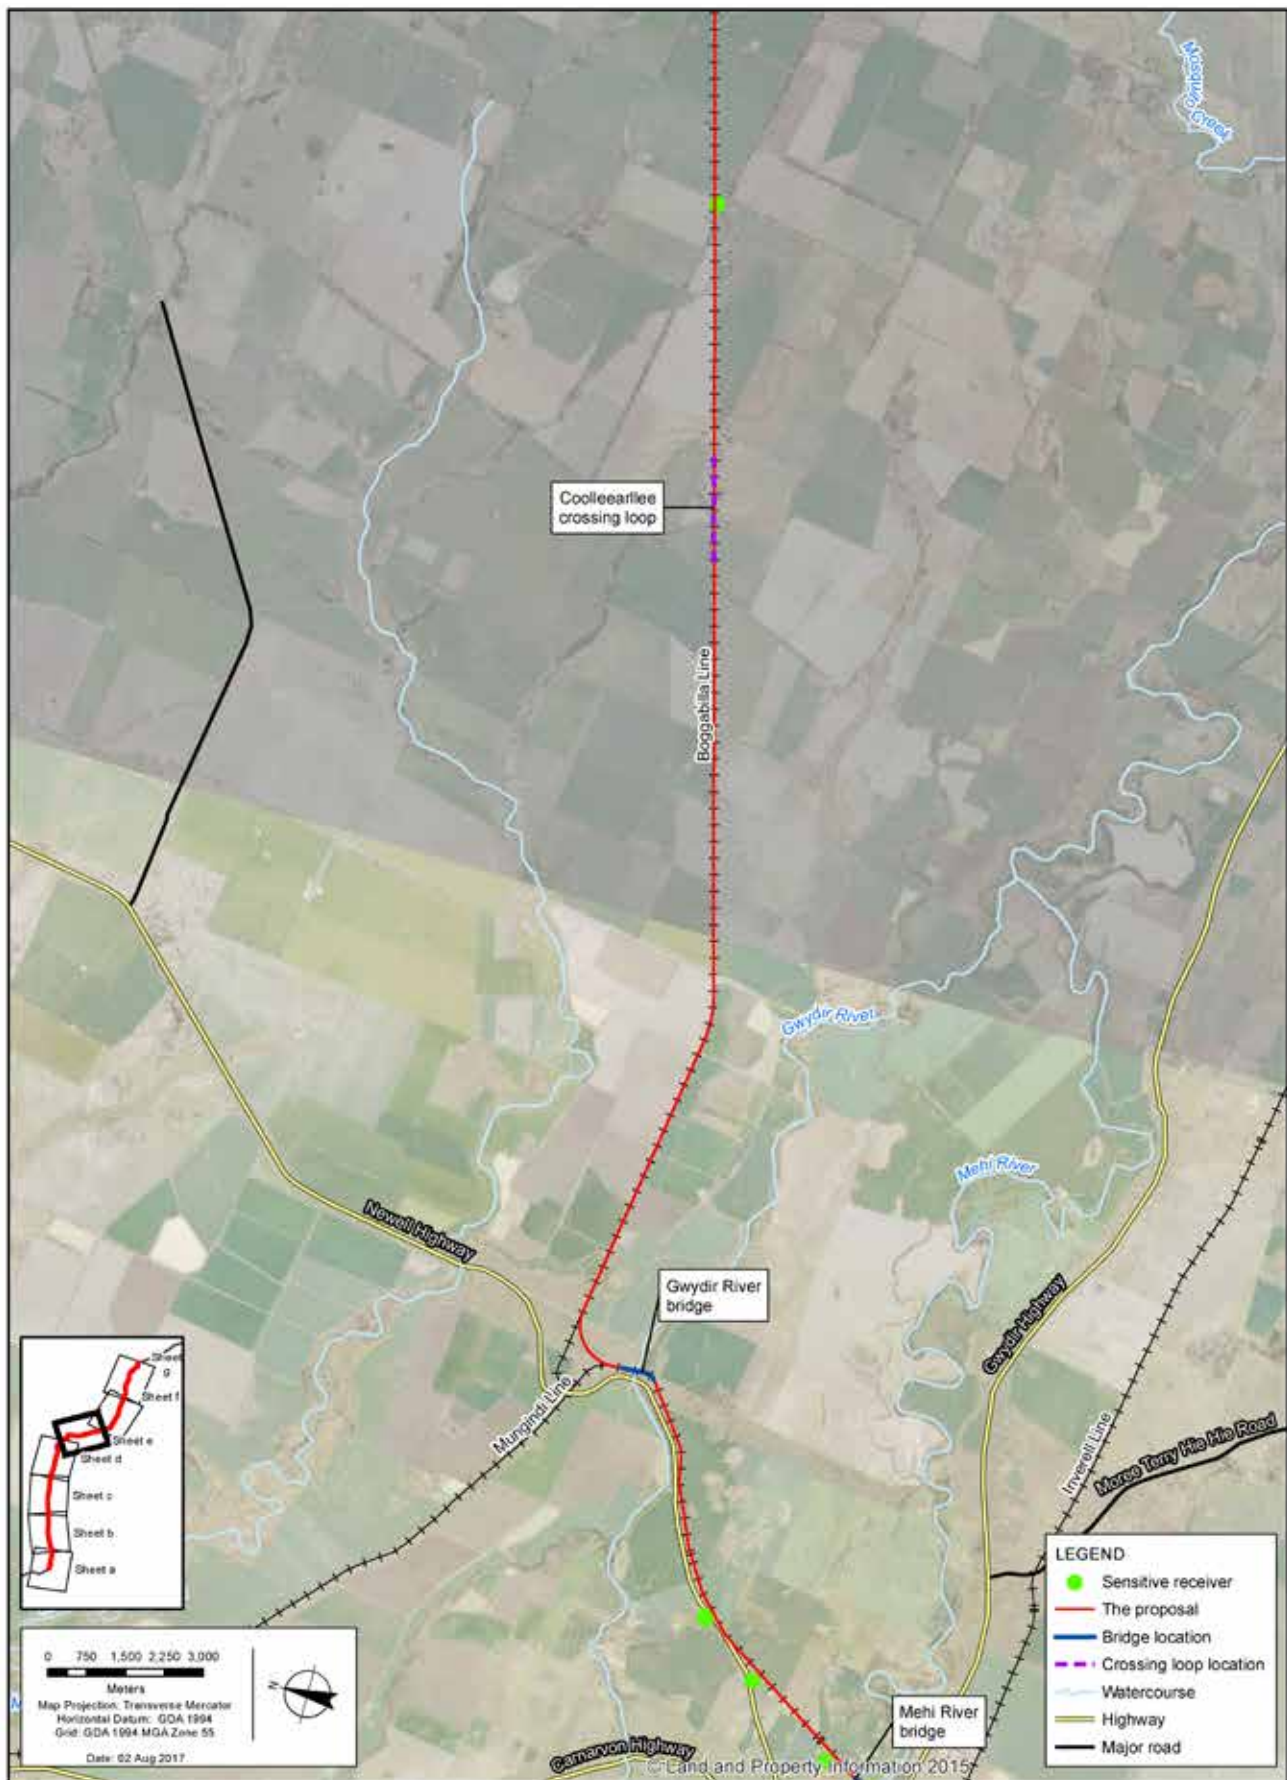 Mosquito Creek
Coolleearllee
crossing loop
Boggabilla Line
Gwydir River
Mehi River
Newell Highway
Gwydir River
bridge
Gwydir Highway
Mungindi Line
Inverell Line
Moree Terry Hie Hie Road
Sheet
g
Sheet f
Sheet e
Sheet d
Sheet c
Sheet b
Sheet a
LEGEND
Sensitive receiver
The proposal
Bridge location
Crossing loop location
Watercourse
Highway
Major road
0 750 1,500 2,250 3,000
Meters
Map Projection: Transverse Mercator
Horizontal Datum: GDA 1994
Grid: GDA 1994 MGA Zone 55
Date: 02 Aug 2017
N
Mehi River
bridge
Carnarvon Highway
© Land and Property Information 2015